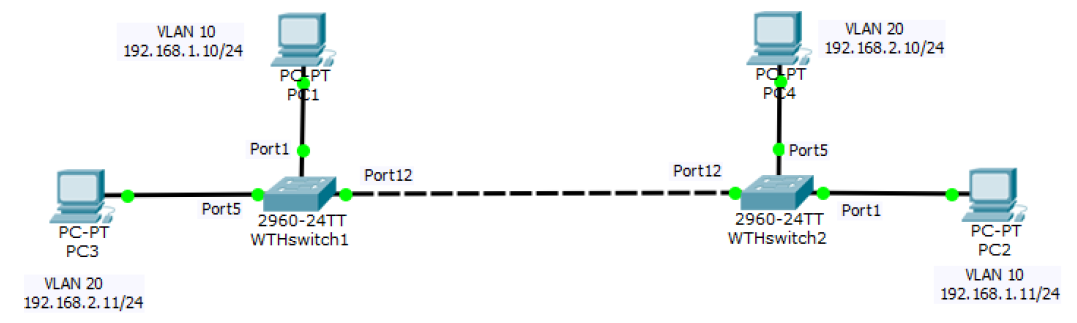 VLAN 10
192.168.1.10/24
PC-PT
PC1
VLAN 20
192.168.2.10/24
PC-PT
PC4
Port1
Port12
Port5
2960-24TT
WTHswitch1
PC-PT
PC3
VLAN 20
192.168.2.11/24
Port5
Port12
Port1
2960-24TT
WTHswitch2
PC-PT
PC2
VLAN 10
192.168.1.11/24